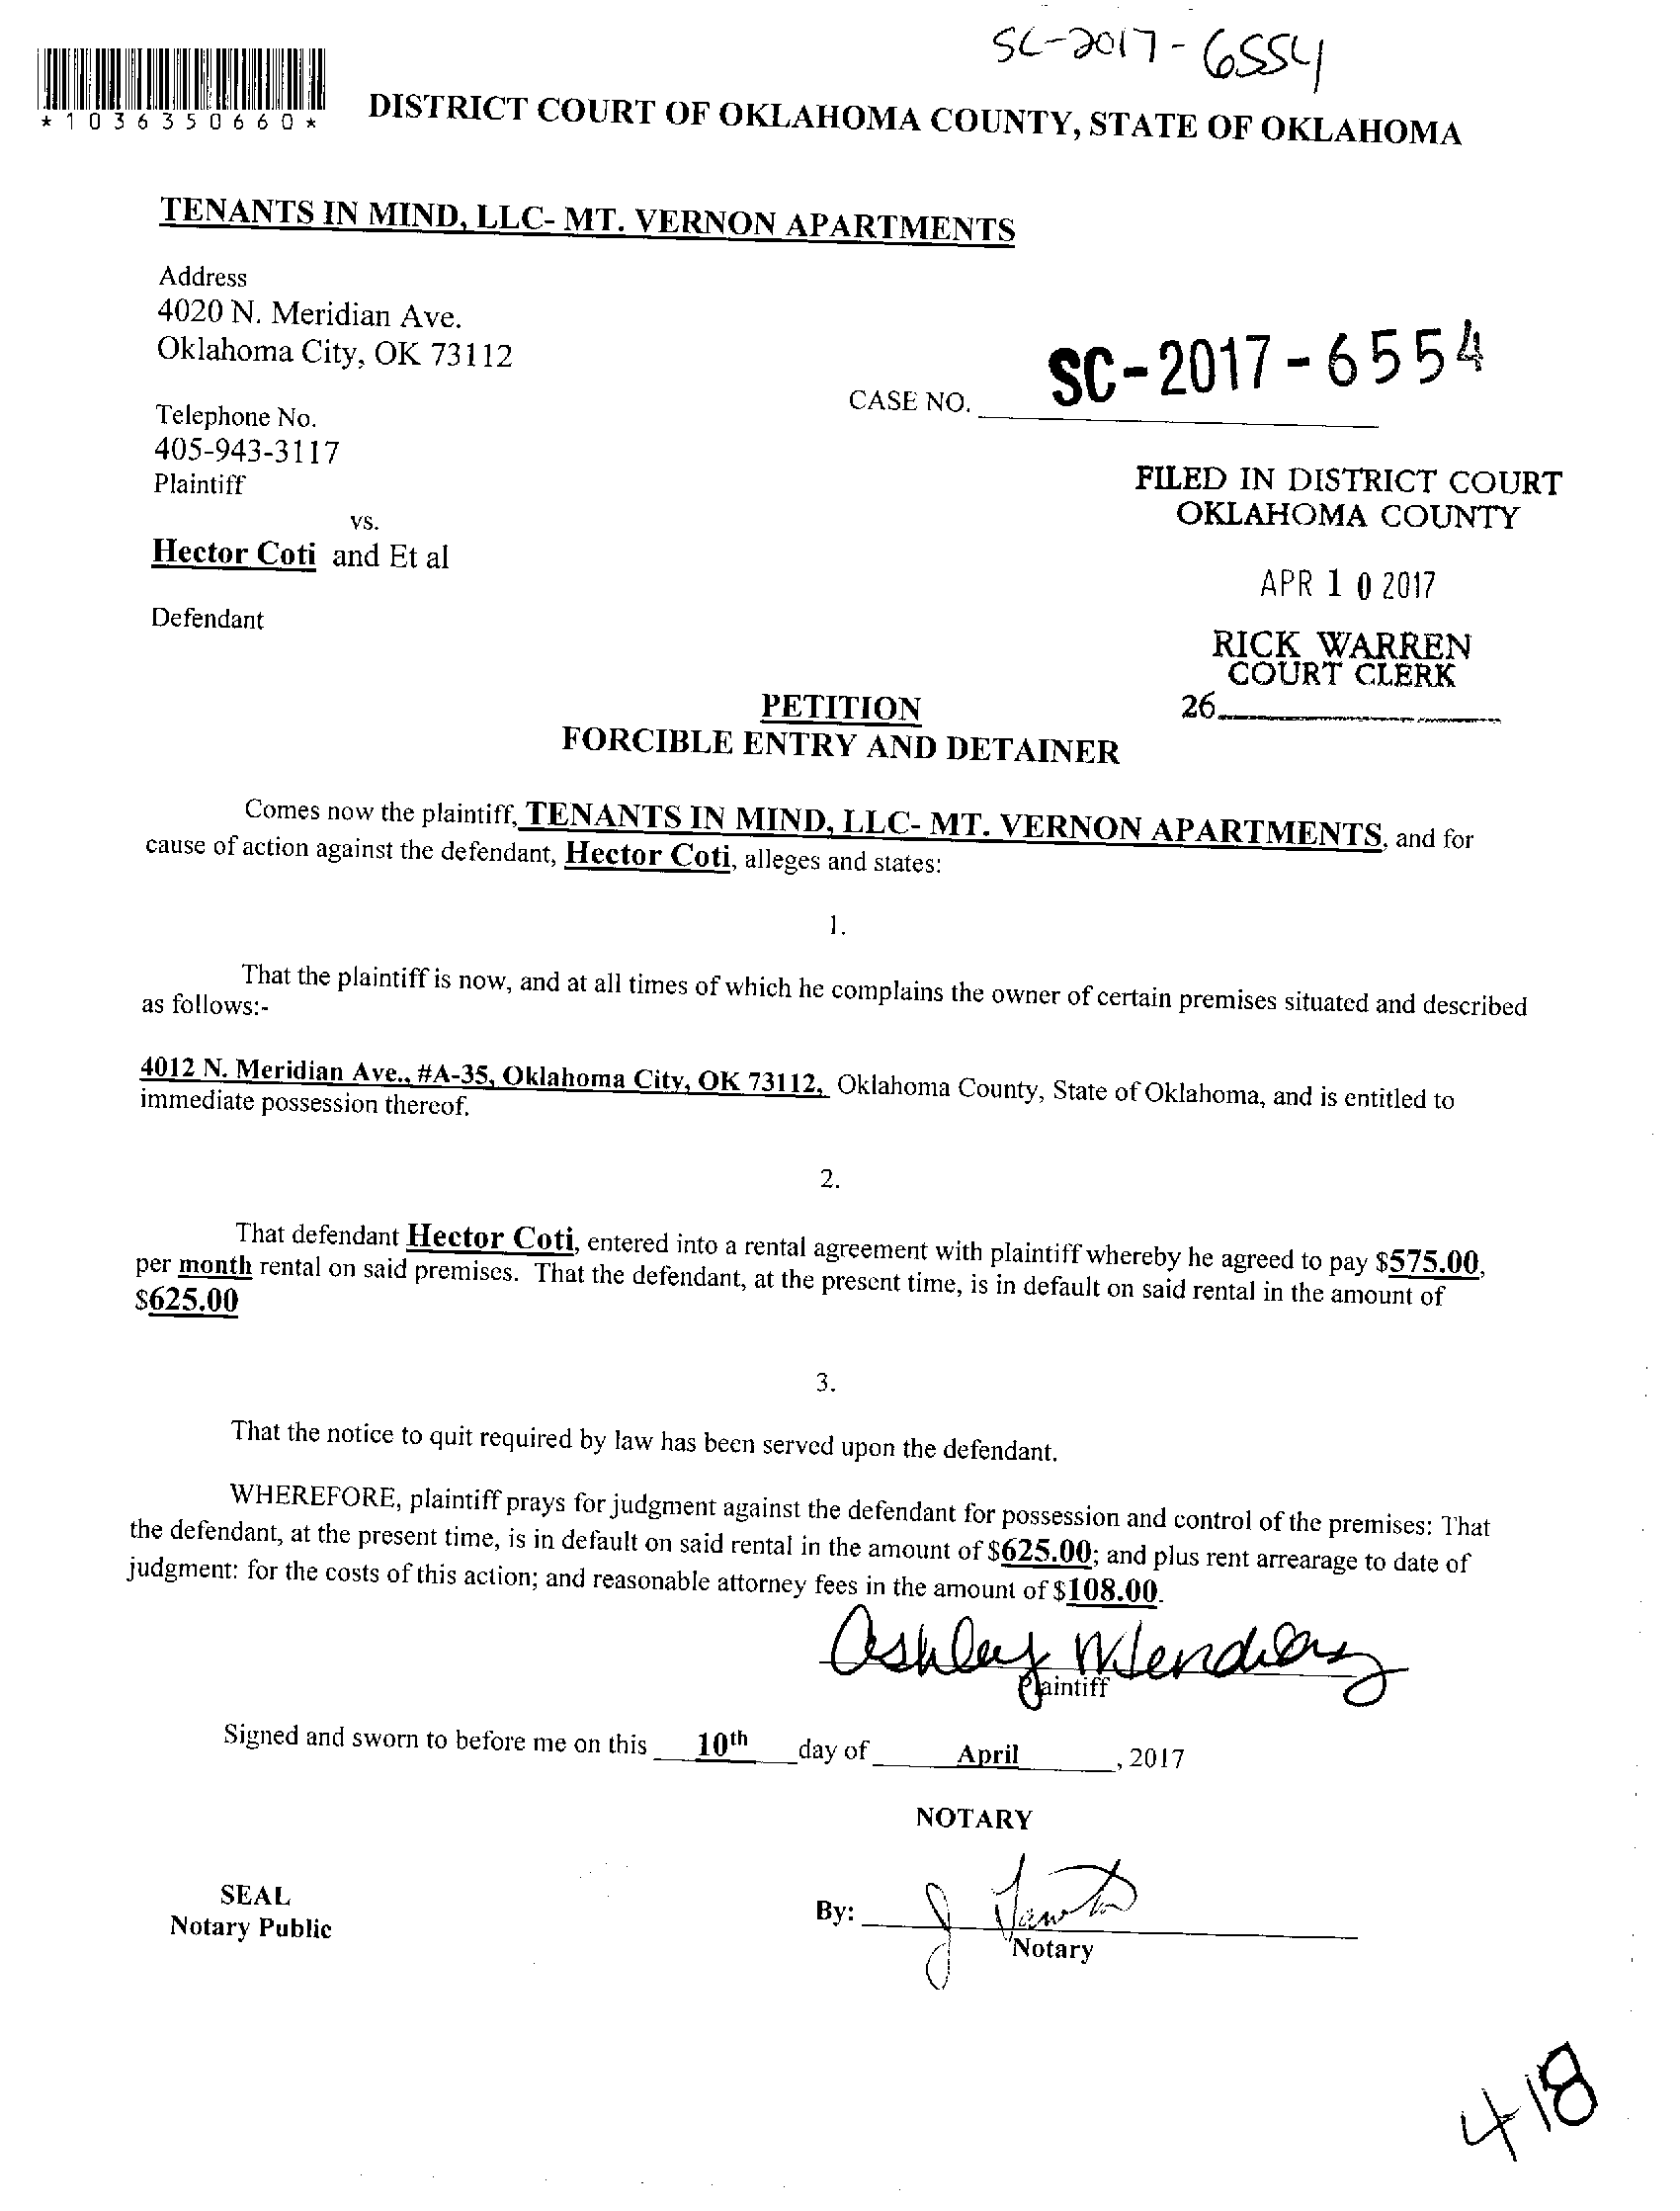 SC-2017-6554
*1036350660*
DISTRICT COURT OF OKLAHOMA COUNTY, STATE OF OKLAHOMA
TENANTS IN MIND, LLC- MT. VERNON APARTMENTS
Address
4020 N. Meridian Ave.
Oklahoma City, OK 73112
CASE NO. SC-2017-6554
Telephone No.
405-943-3117
Plaintiff
vs.
Hector Coti and Et al
Defendant
FILED IN DISTRICT COURT
OKLAHOMA COUNTY
APR 10 2017
RICK WARREN
COURT CLERK
26
PETITION
FORCIBLE ENTRY AND DETAINER
Comes now the plaintiff, TENANTS IN MIND, LLC- MT. VERNON APARTMENTS, and for
cause of action against the defendant, Hector Coti, alleges and states:
1.
That the plaintiff is now, and at all times of which he complains the owner of certain premises situated and described
as follows:-
4012 N. Meridian Ave., #A-35, Oklahoma City, OK 73112, Oklahoma County, State of Oklahoma, and is entitled to
immediate possession thereof.
2.
That defendant Hector Coti, entered into a rental agreement with plaintiff whereby he agreed to pay $575.00,
per month rental on said premises. That the defendant, at the present time, is in default on said rental in the amount of
$625.00
3.
That the notice to quit required by law has been served upon the defendant.
WHEREFORE, plaintiff prays for judgment against the defendant for possession and control of the premises: That
the defendant, at the present time, is in default on said rental in the amount of $625.00; and plus rent arrearage to date of
judgment: for the costs of this action; and reasonable attorney fees in the amount of $108.00.
Ashley
Plaintiff
Signed and sworn to before me on this 10th day of April, 2017
NOTARY
SEAL
Notary Public
By: J
Notary
418